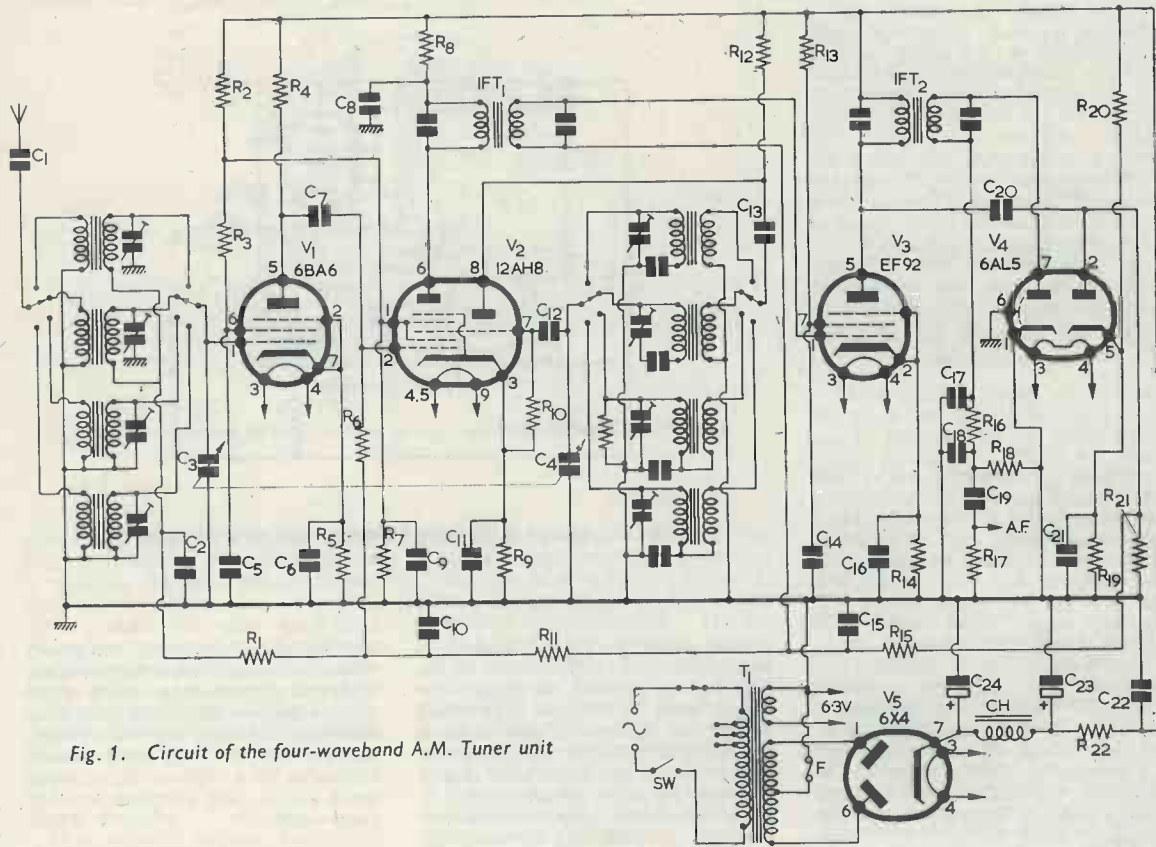 R2
R4
R8
R12
R13
IFT1
IFT2
R20
C8
C1
C7
C20
C13
R3
V1
6BA6
V2
12AH8
V3
EF92
V4
6AL5
5
6
8
5
7
2
6
1
2
7
1
2
7
C12
7
6
1
5
3
4
4.5
9
3
3
4
2
3
4
C17
R16
R6
R10
C3
C4
C18
R18
C19
R21
A.F.
C2
C5
C6
R5
R7
C9
C11
R9
C14
C16
R14
R17
C21
R19
C10
C15
R1
R11
R15
T1
6·3V
V5
6X4
C24
C23
C22
CH
+
+
R22
1
7
3
F
SW
6
4
Fig. 1. Circuit of the four-waveband A.M. Tuner unit